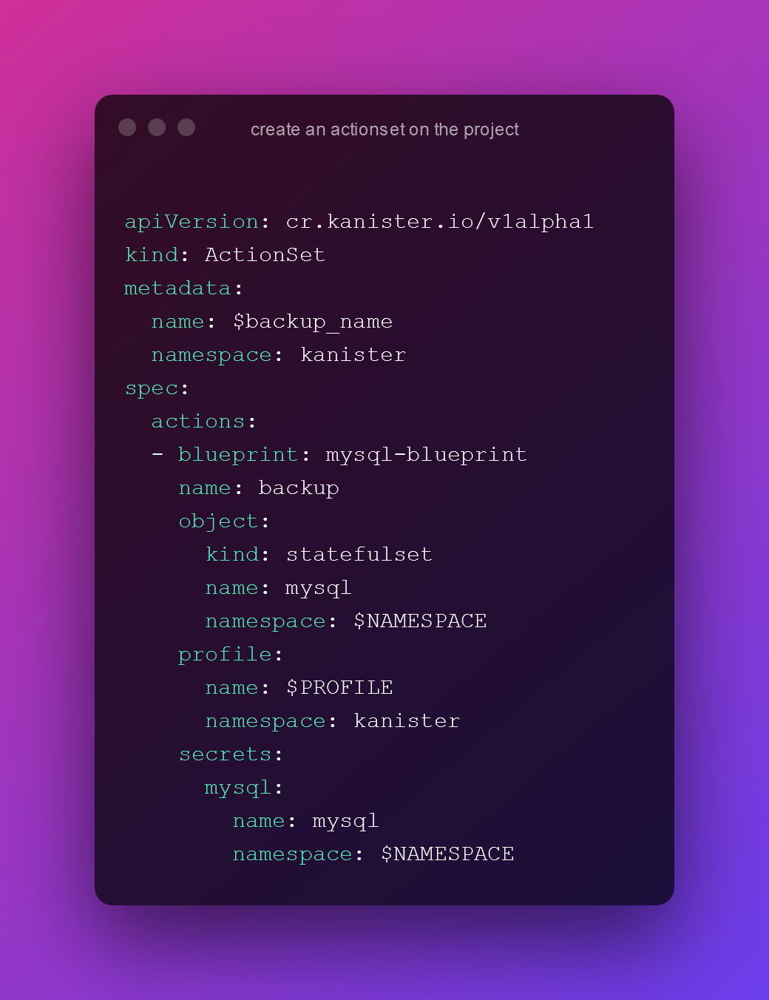 create an actionset on the project
apiVersion: cr.kanister.io/v1alpha1
kind: ActionSet
metadata:
  name: $backup_name
  namespace: kanister
spec:
  actions:
  - blueprint: mysql-blueprint
    name: backup
    object:
      kind: statefulset
      name: mysql
      namespace: $NAMESPACE
    profile:
      name: $PROFILE
      namespace: kanister
    secrets:
      mysql:
        name: mysql
        namespace: $NAMESPACE